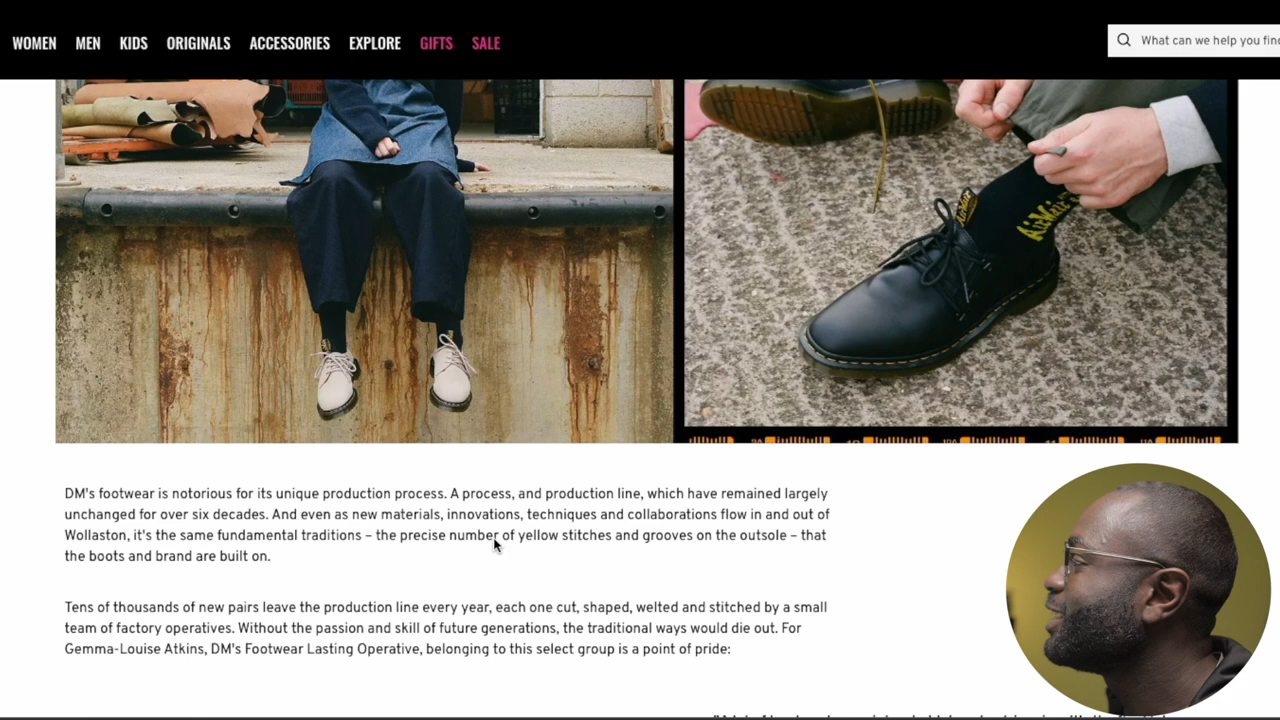 WOMEN MEN KIDS ORIGINALS ACCESSORIES EXPLORE GIFTS SALE
What can we help you find
AirWair
DM's footwear is notorious for its unique production process. A process, and production line, which have remained largely
unchanged for over six decades. And even as new materials, innovations, techniques and collaborations flow in and out of
Wollaston, it's the same fundamental traditions – the precise number of yellow stitches and grooves on the outsole – that
the boots and brand are built on.
Tens of thousands of new pairs leave the production line every year, each one cut, shaped, welted and stitched by a small
team of factory operatives. Without the passion and skill of future generations, the traditional ways would die out. For
Gemma-Louise Atkins, DM's Footwear Lasting Operative, belonging to this select group is a point of pride: